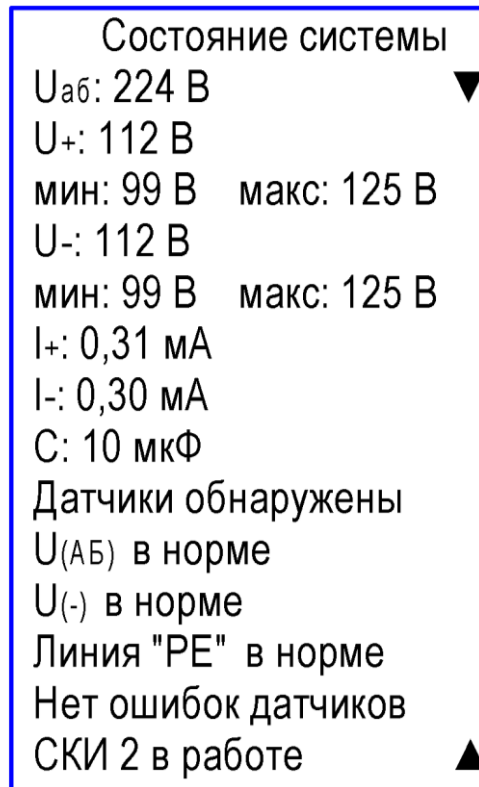 Состояние системы
Uаб: 224 В ▼
U+: 112 В
мин: 99 В макс: 125 В
U-: 112 В
мин: 99 В макс: 125 В
I+: 0,31 мА
I-: 0,30 мА
С: 10 мкФ
Датчики обнаружены
U(АБ) в норме
U(-) в норме
Линия "РЕ" в норме
Нет ошибок датчиков
СКИ 2 в работе ▲